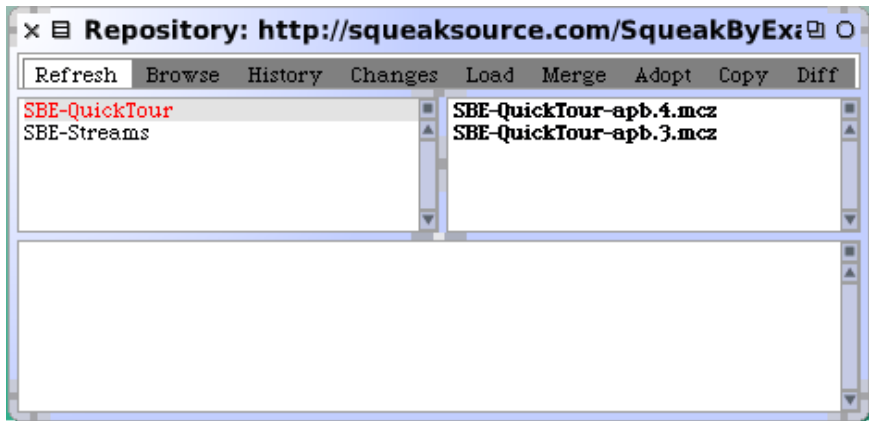 Repository: http://squeaksource.com/SqueakByExa
Refresh Browse History Changes Load Merge Adopt Copy Diff
SBE-QuickTour
SBE-Streams
SBE-QuickTour-apb.4.mcz
SBE-QuickTour-apb.3.mcz